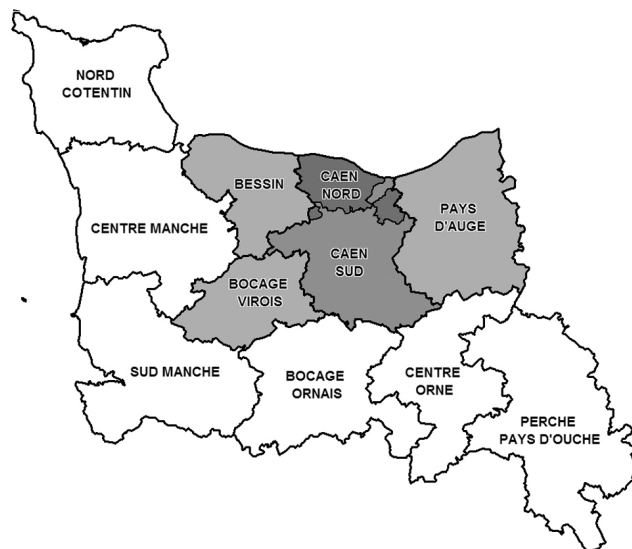 NORD
COTENTIN
CENTRE MANCHE
BESSIN
CAEN
NORD
PAYS
D'AUGE
CAEN
SUD
BOCAGE
VIROIS
SUD MANCHE
BOCAGE
ORNAIS
CENTRE
ORNE
PERCHE
PAYS D'OUCHE